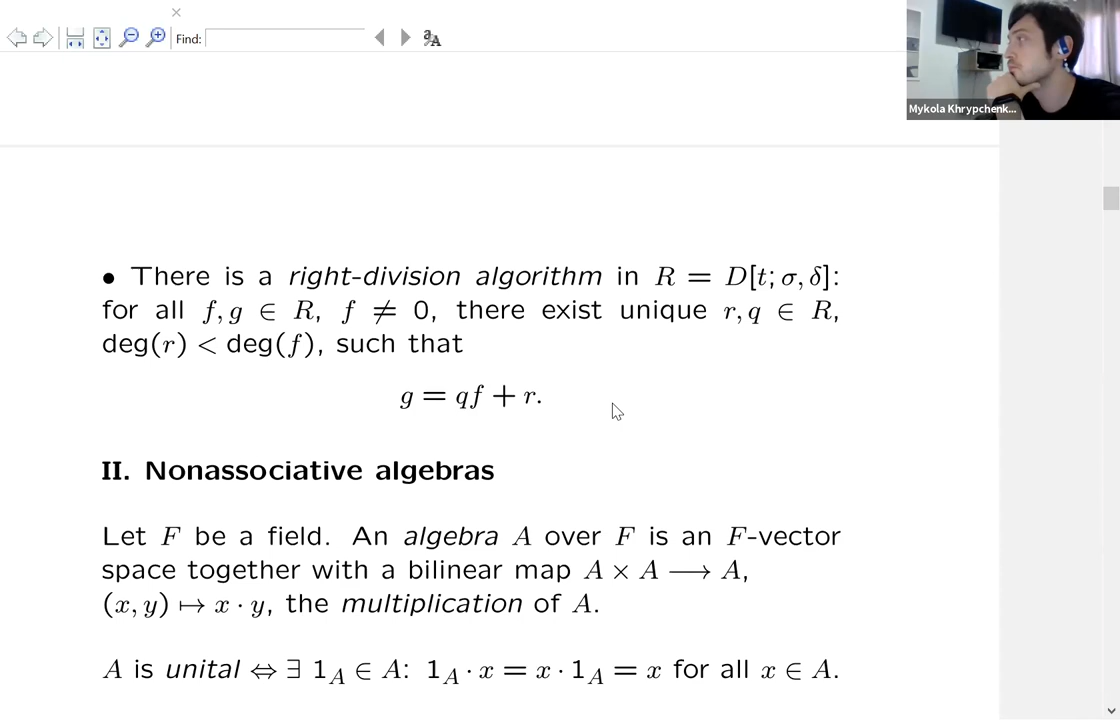 Find:
Mykola Khrypchenk...
• There is a right-division algorithm in R = D[t; σ, δ]:
for all f, g ∈ R, f ≠ 0, there exist unique r, q ∈ R,
deg(r) < deg(f), such that
g = qf + r.
II. Nonassociative algebras
Let F be a field. An algebra A over F is an F-vector
space together with a bilinear map A × A ⟶ A,
(x, y) ↦ x · y, the multiplication of A.
A is unital ⇔ ∃ 1_A ∈ A: 1_A · x = x · 1_A = x for all x ∈ A.